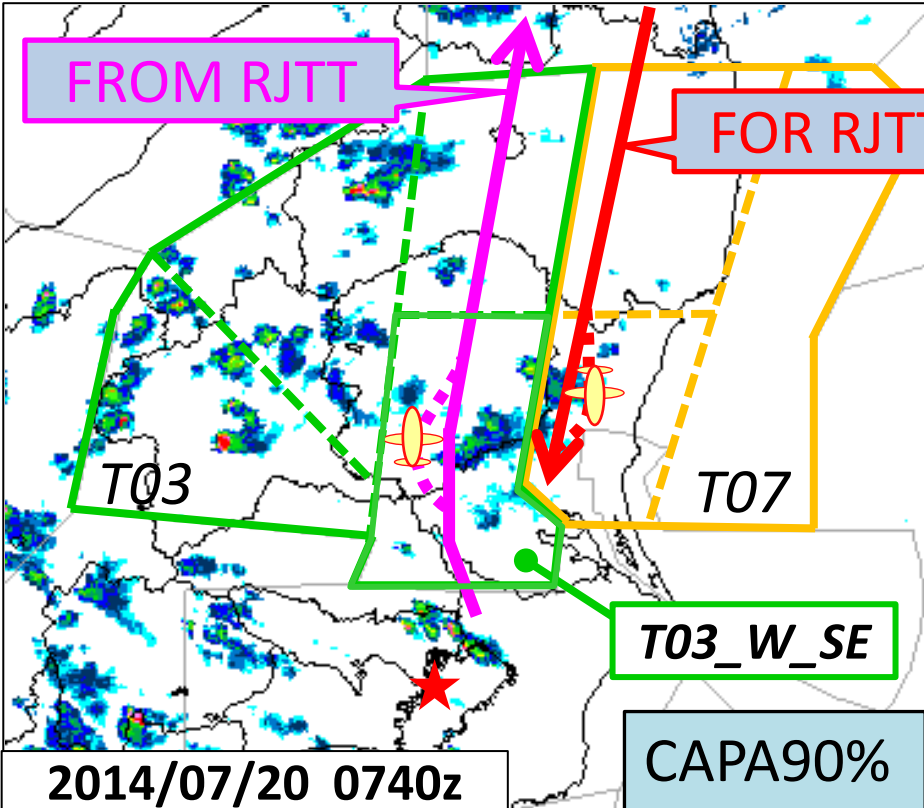 FROM RJTT
FOR RJTT
T03
T07
T03_W_SE
CAPA90%
2014/07/20 0740z